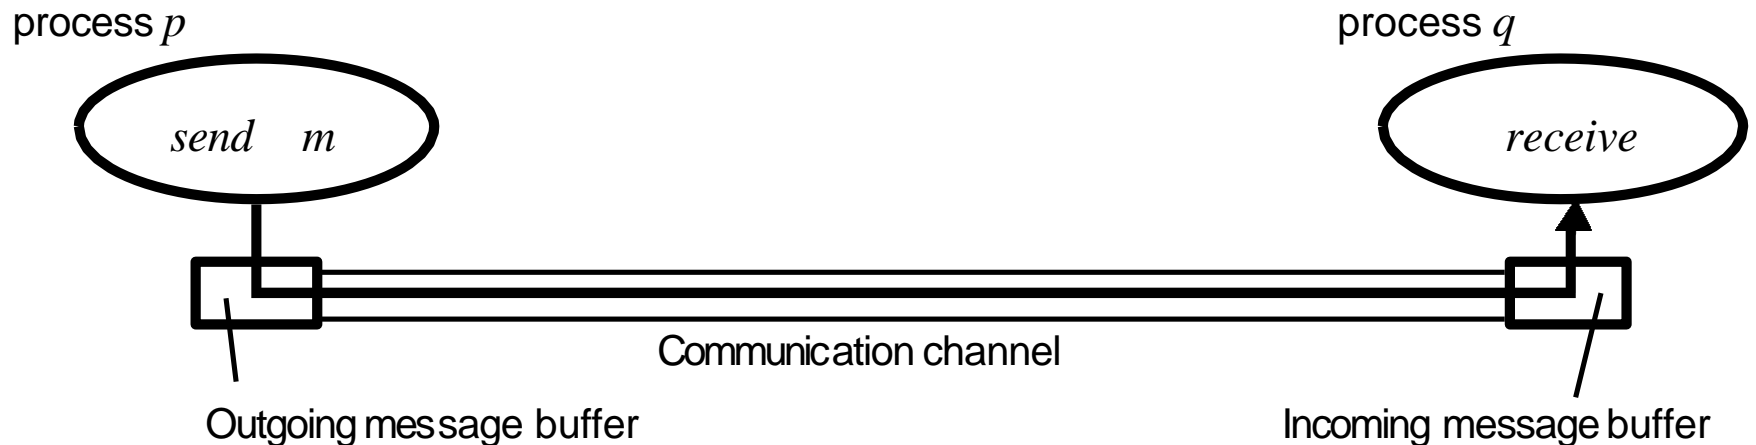 process p
process q
send m
receive
Communication channel
Outgoing message buffer
Incoming message buffer